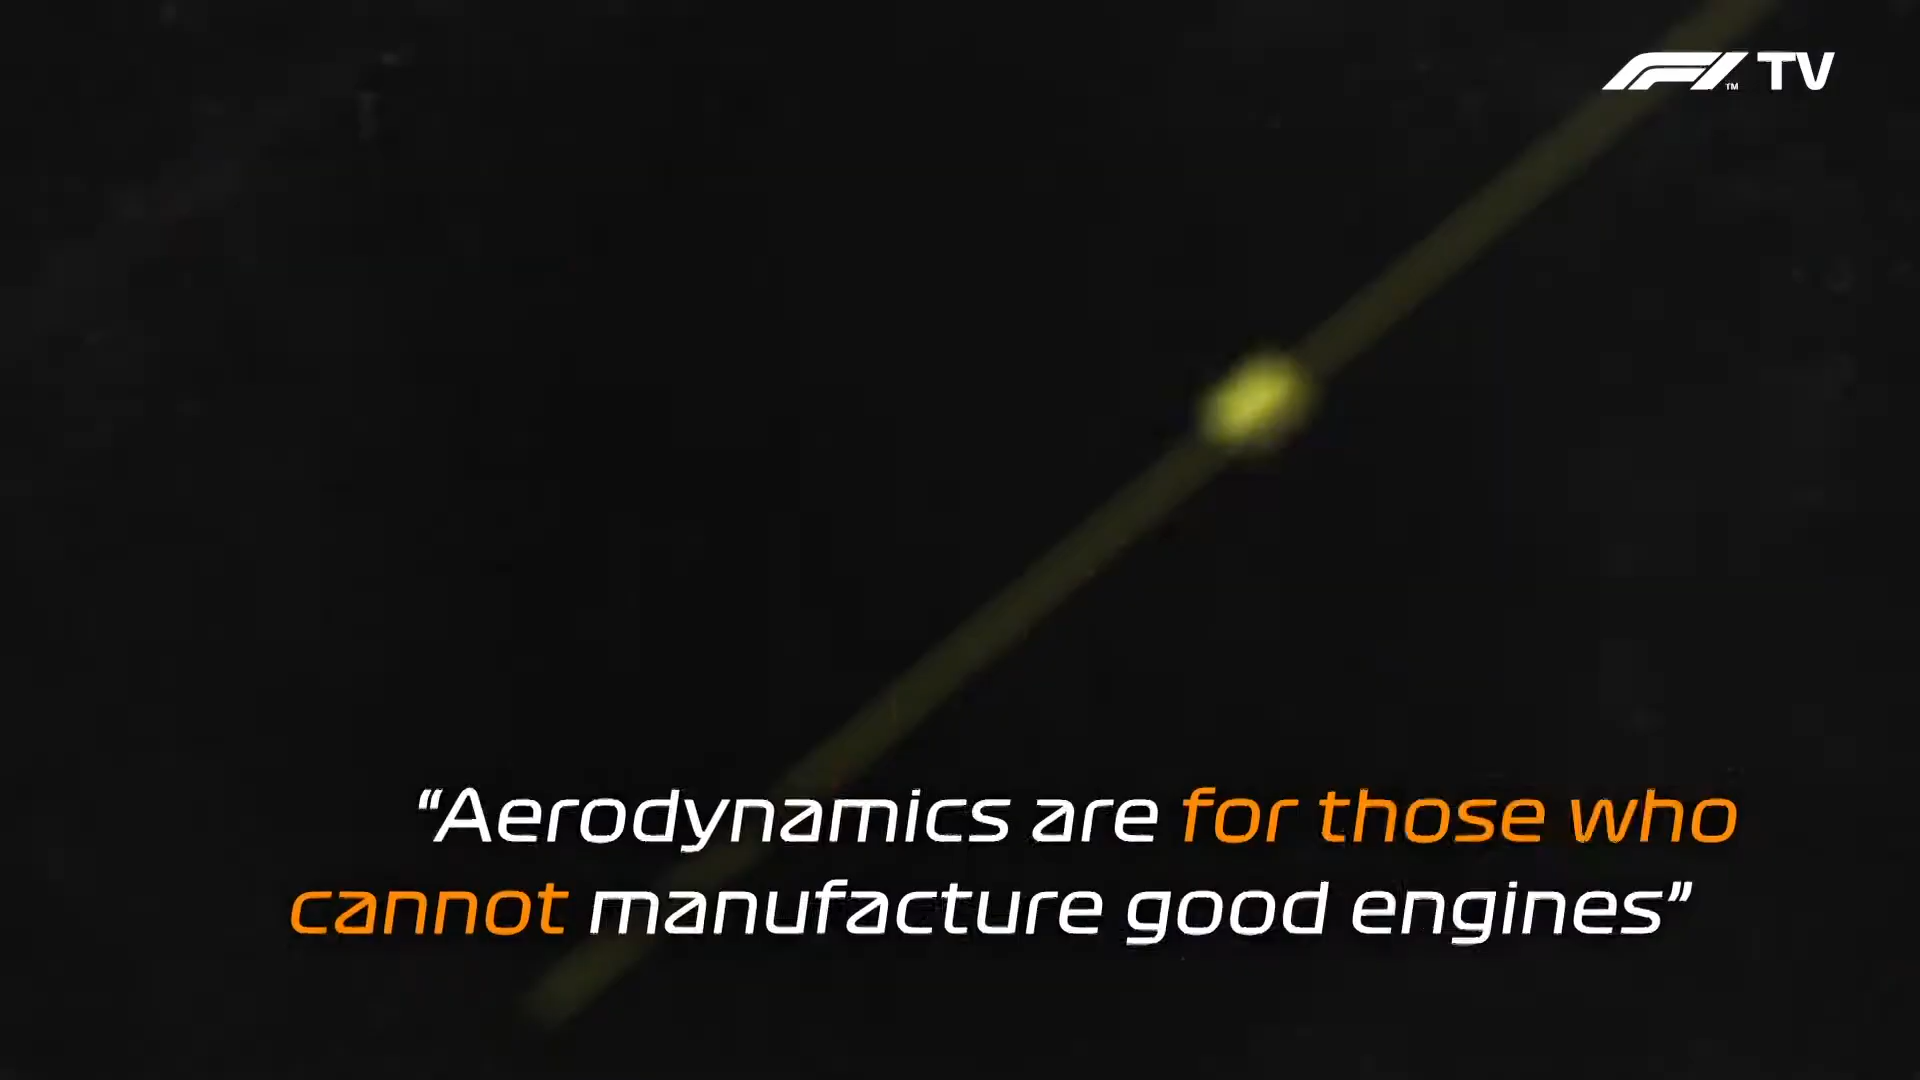 F1 TV
“Aerodynamics are for those who
cannot manufacture good engines”